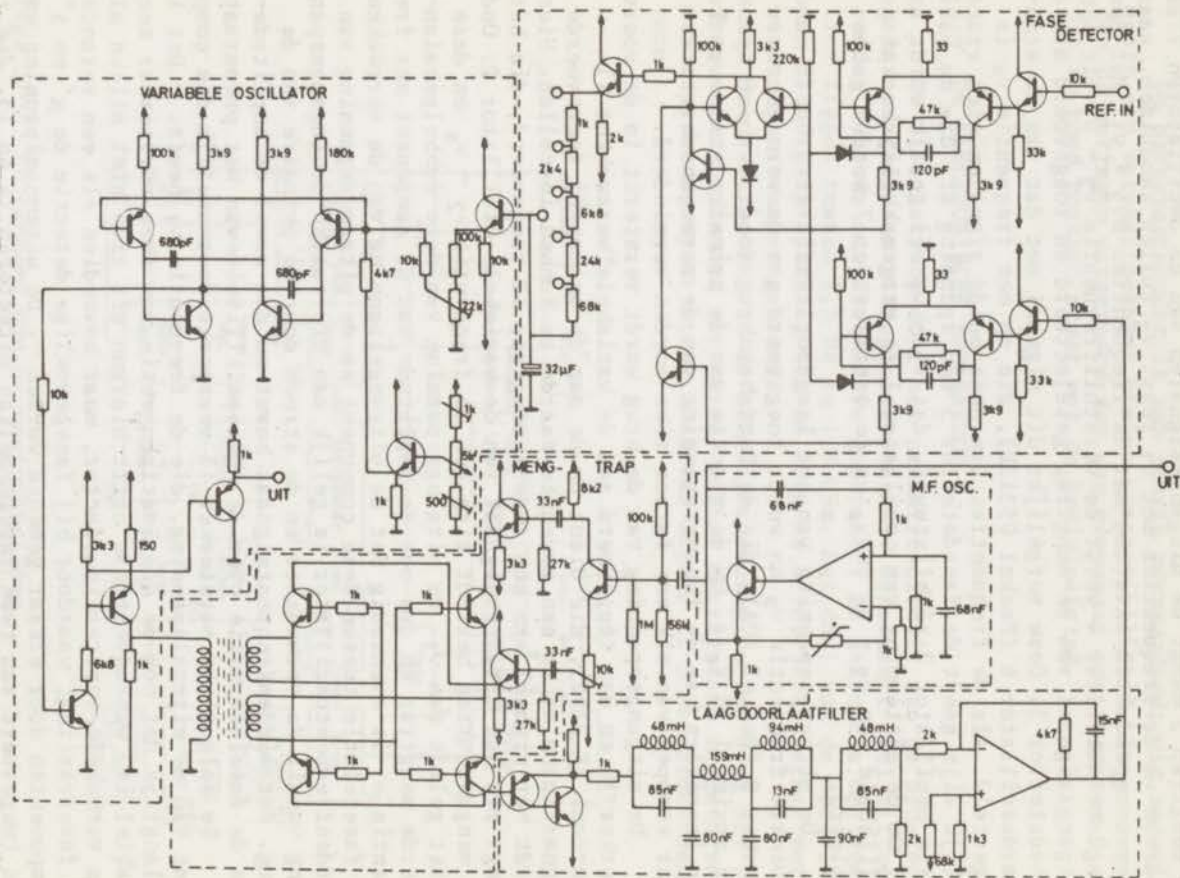 FASE
DETECTOR
100k
3k3
220k
100k
33
10k
REF. IN
1k
47k
120pF
33k
3k9
3k9
1k
2k
2k4
6k8
24k
68k
100k
33
10k
47k
120pF
33k
3k9
3k9
VARIABELE OSCILLATOR
100k
3k9
3k9
180k
680pF
680pF
4k7
10k
100k
10k
22k
32µF
10k
1k
5k
500
1k
1k
UIT
3k3
150
6k8
1k
MENG- TRAP
33nF
8k2
3k3
27k
100k
1M
56k
33nF
10k
3k3
27k
1k
1k
1k
1k
M.F. OSC.
68nF
1k
1k
68nF
1k
1k
UIT
LAAGDOORLAATFILTER
48mH
94mH
48mH
159mH
1k
85nF
13nF
85nF
80nF
80nF
90nF
2k
2k
68k
1k3
4k7
15nF